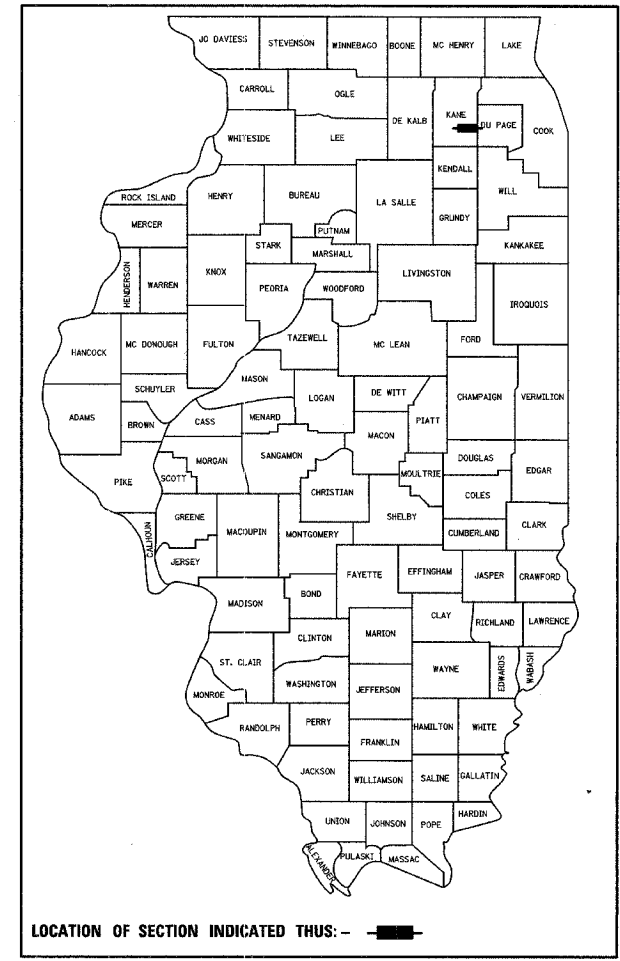 JO DAVIESS
STEVENSON
WINNEBAGO
BOONE
MC HENRY
LAKE
CARROLL
OGLE
DE KALB
KANE
DU PAGE
COOK
WHITESIDE
LEE
KENDALL
WILL
ROCK ISLAND
HENRY
BUREAU
LA SALLE
GRUNDY
MERCER
PUTNAM
STARK
MARSHALL
KANKAKEE
HENDERSON
WARREN
KNOX
PEORIA
WOODFORD
LIVINGSTON
IROQUOIS
HANCOCK
MC DONOUGH
FULTON
TAZEWELL
MC LEAN
FORD
SCHUYLER
MASON
LOGAN
DE WITT
CHAMPAIGN
VERMILION
ADAMS
BROWN
CASS
MENARD
MACON
PIATT
PIKE
SCOTT
MORGAN
SANGAMON
CHRISTIAN
MOULTRIE
DOUGLAS
COLES
EDGAR
CALHOUN
GREENE
JERSEY
MACOUPIN
MONTGOMERY
SHELBY
CUMBERLAND
CLARK
MADISON
BOND
FAYETTE
EFFINGHAM
JASPER
CRAWFORD
ST. CLAIR
CLINTON
MARION
CLAY
RICHLAND
LAWRENCE
MONROE
WASHINGTON
JEFFERSON
WAYNE
EDWARDS
WABASH
RANDOLPH
PERRY
FRANKLIN
HAMILTON
WHITE
JACKSON
WILLIAMSON
SALINE
GALLATIN
UNION
JOHNSON
POPE
HARDIN
ALEXANDER
PULASKI
MASSAC
LOCATION OF SECTION INDICATED THUS: -